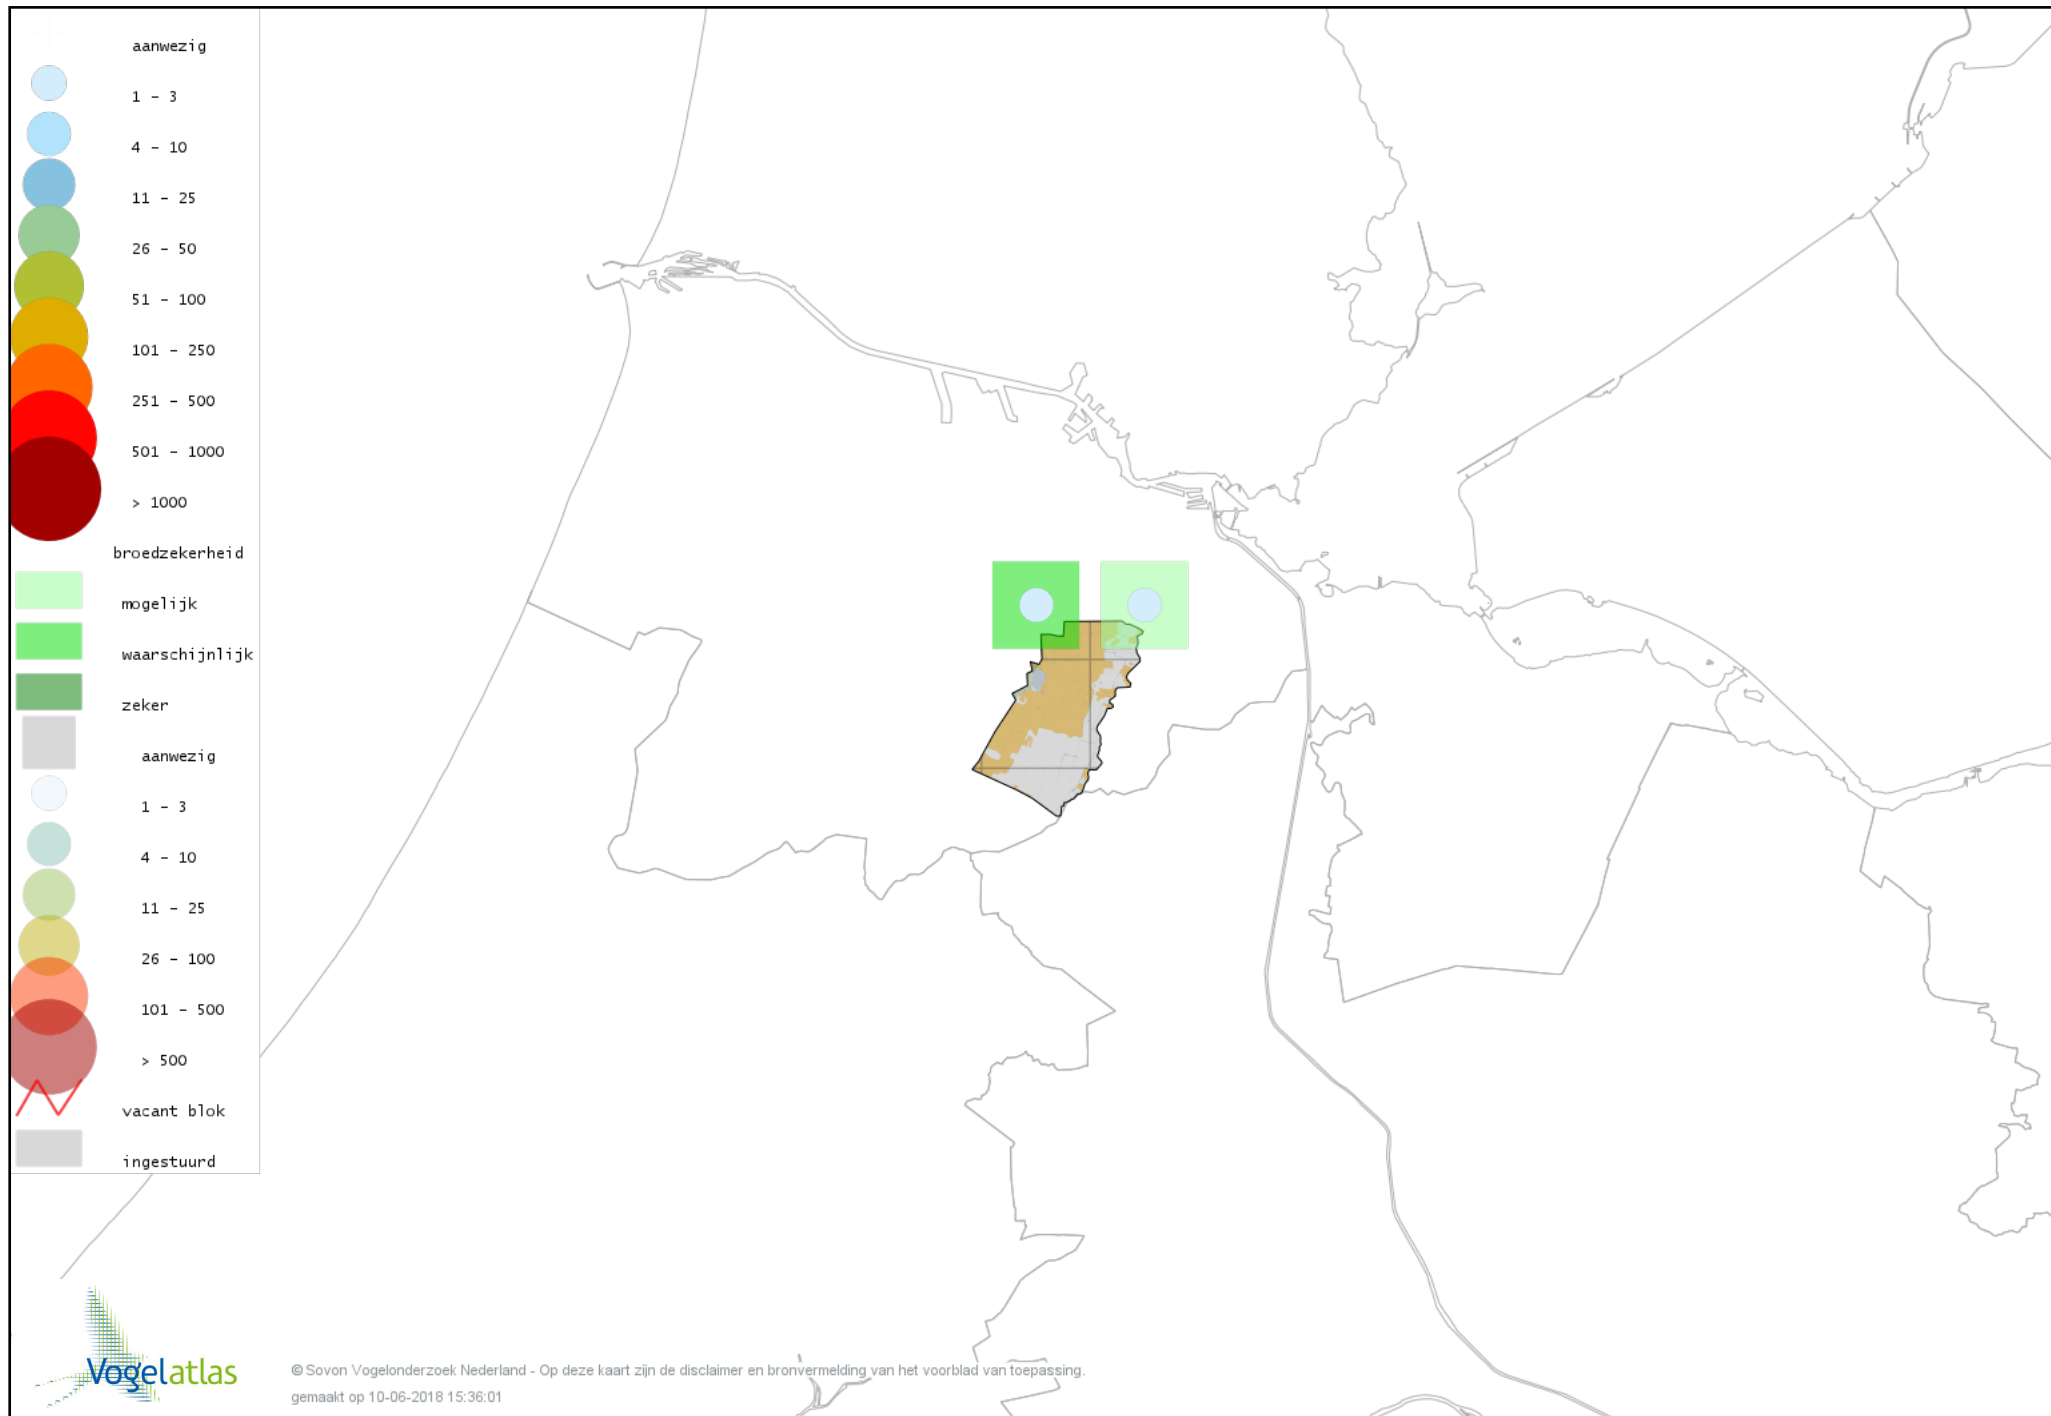 aanwezig
1 – 3
4 – 10
11 – 25
26 – 50
51 – 100
101 – 250
251 – 500
501 – 1000
> 1000
broedzekerheid
mogelijk
waarschijnlijk
zeker
aanwezig
1 – 3
4 – 10
11 – 25
26 – 100
101 – 500
> 500
vacant blok
ingestuurd
Vogelatlas
© Sovon Vogelonderzoek Nederland - Op deze kaart zijn de disclaimer en bronvermelding van het voorblad van toepassing.
gemaakt op 10-06-2018 15:36:01